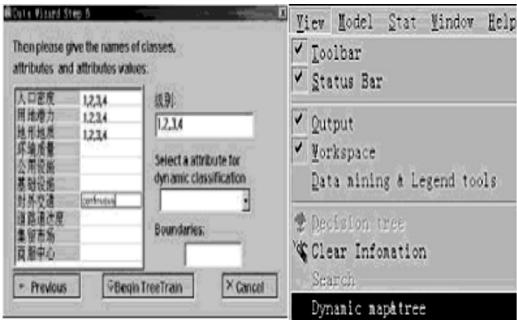 Data Wizard Step 5
Then please give the names of classes,
attributes and attributes values:
人口密度 1,2,3,4
用地潜力 1,2,3,4
地形地质 1,2,3,4
环境质量
公用设施
基础设施
对外交通 continuous
道路通达度
集贸市场
商服中心
级别:
1,2,3,4
Select a attribute for
dynamic classification
Boundaries:
Previous
Begin TreeTrain
Cancel
View Model Stat Window Help
Toolbar
Status Bar
Output
Workspace
Data mining & Legend tools
Decision tree
Clear Infomation
Search
Dynamic map&tree